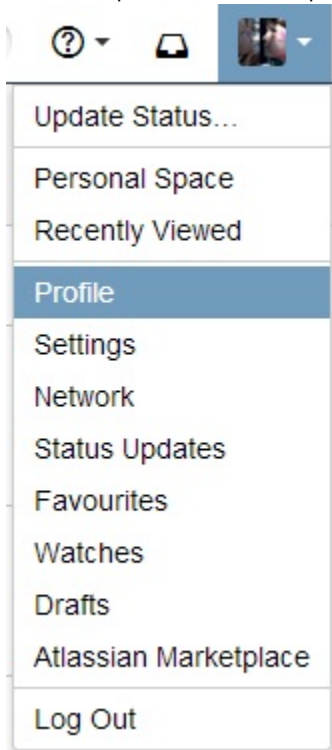 Update Status...
Personal Space
Recently Viewed
Profile
Settings
Network
Status Updates
Favourites
Watches
Drafts
Atlassian Marketplace
Log Out